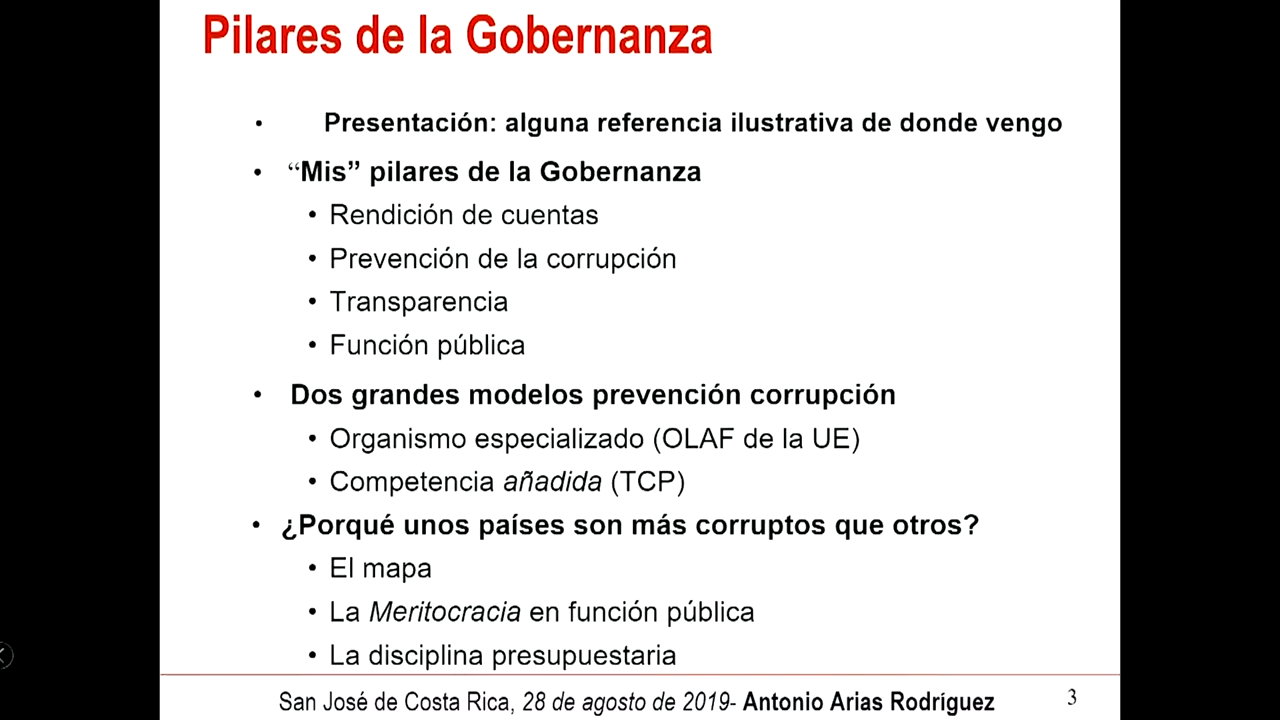 Pilares de la Gobernanza
• Presentación: alguna referencia ilustrativa de donde vengo
• “Mis” pilares de la Gobernanza
• Rendición de cuentas
• Prevención de la corrupción
• Transparencia
• Función pública
• Dos grandes modelos prevención corrupción
• Organismo especializado (OLAF de la UE)
• Competencia añadida (TCP)
• ¿Porqué unos países son más corruptos que otros?
• El mapa
• La Meritocracia en función pública
• La disciplina presupuestaria
San José de Costa Rica, 28 de agosto de 2019- Antonio Arias Rodríguez 3